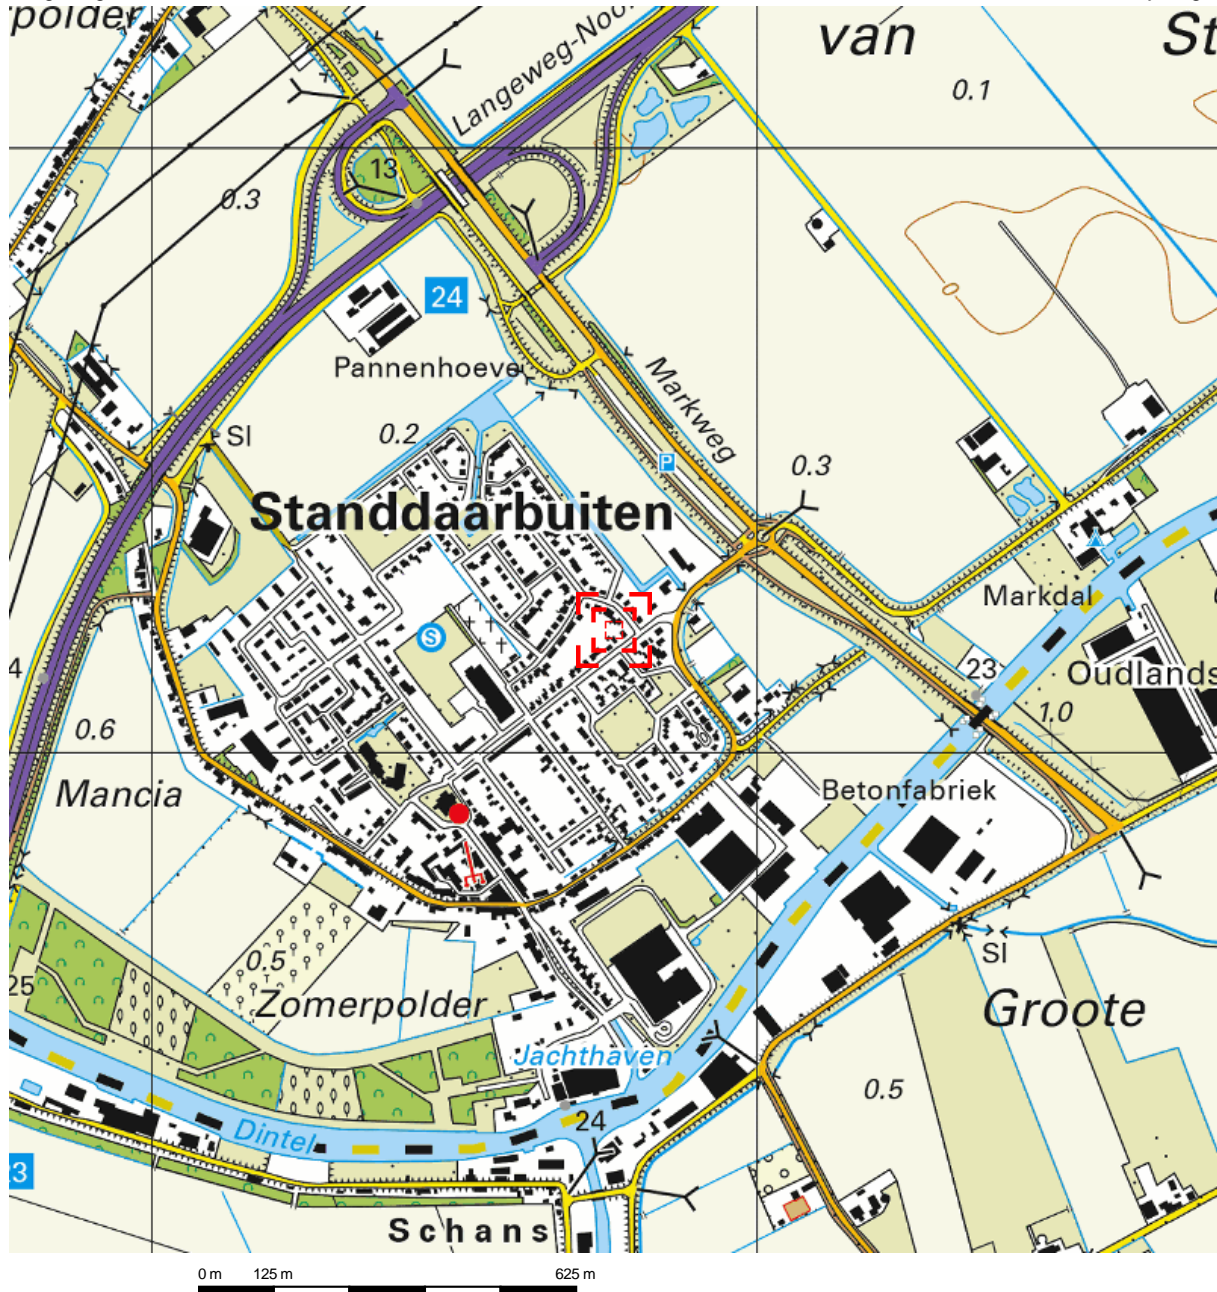 polder
van
St
Langeweg-Noor
0.1
13
0.3
24
Pannenhoeve
Markweg
0.2
Sl
P
0.3
Standdaarbuiten
Markdal
S
4
23
Oudlands
0.6
1,0
Mancia
Betonfabriek
0.5
Sl
25
Zomerpolder
Groote
Jachthaven
0.5
24
Dintel
3
Schans
0 m 125 m 625 m